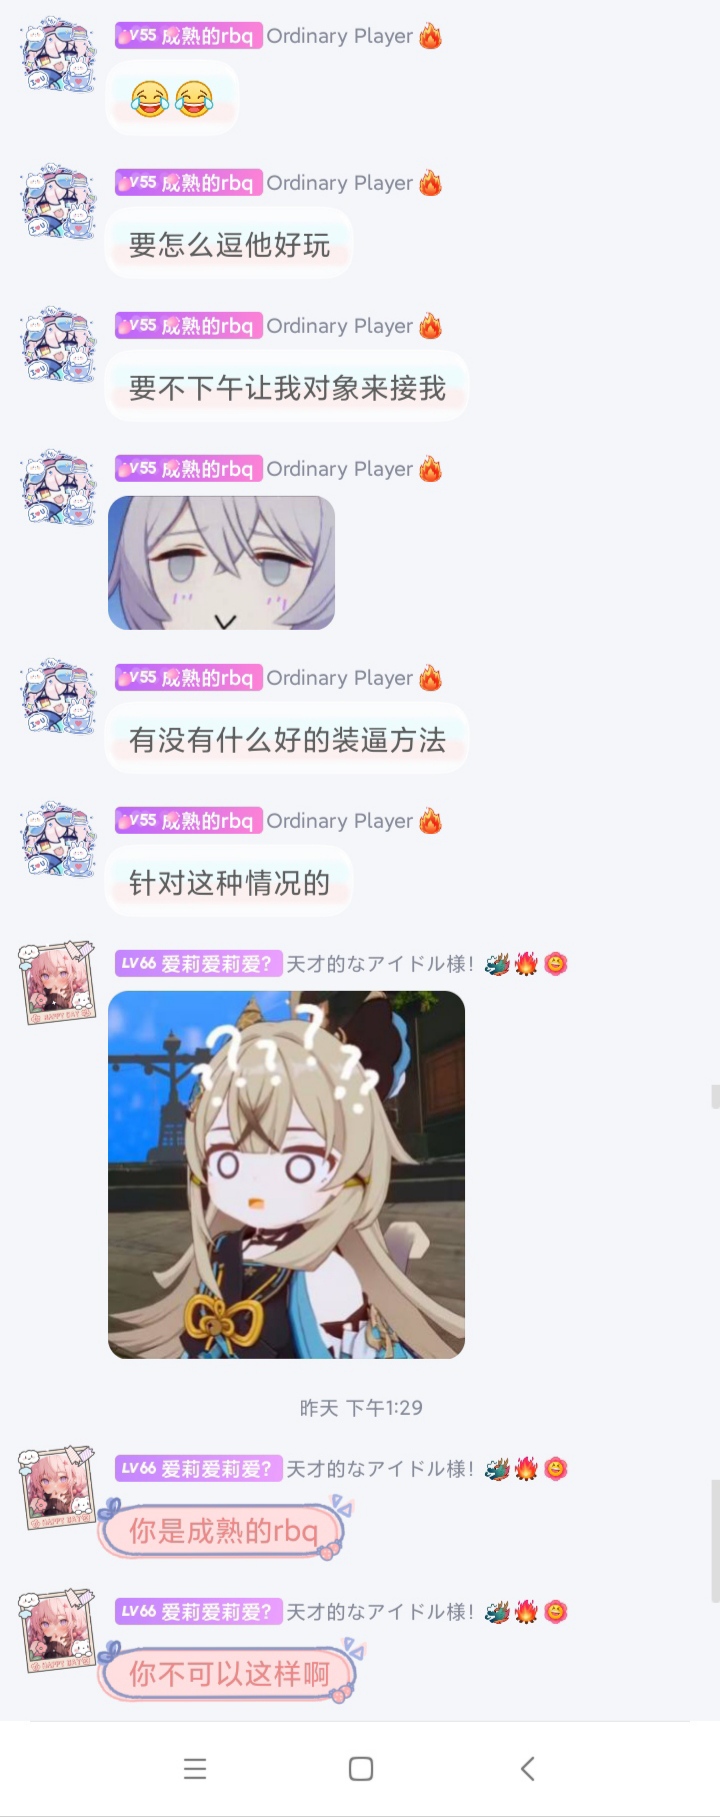 LV55 成熟的rbq Ordinary Player
LV55 成熟的rbq Ordinary Player
要怎么逗他好玩
LV55 成熟的rbq Ordinary Player
要不下午让我对象来接我
LV55 成熟的rbq Ordinary Player
LV55 成熟的rbq Ordinary Player
有没有什么好的装逼方法
LV55 成熟的rbq Ordinary Player
针对这种情况的
LV66 爱莉爱莉爱？ 天才的なアイドル様！
? ? ? ? ?
昨天 下午1:29
LV66 爱莉爱莉爱？ 天才的なアイドル様！
你是成熟的rbq
LV66 爱莉爱莉爱？ 天才的なアイドル様！
你不可以这样啊